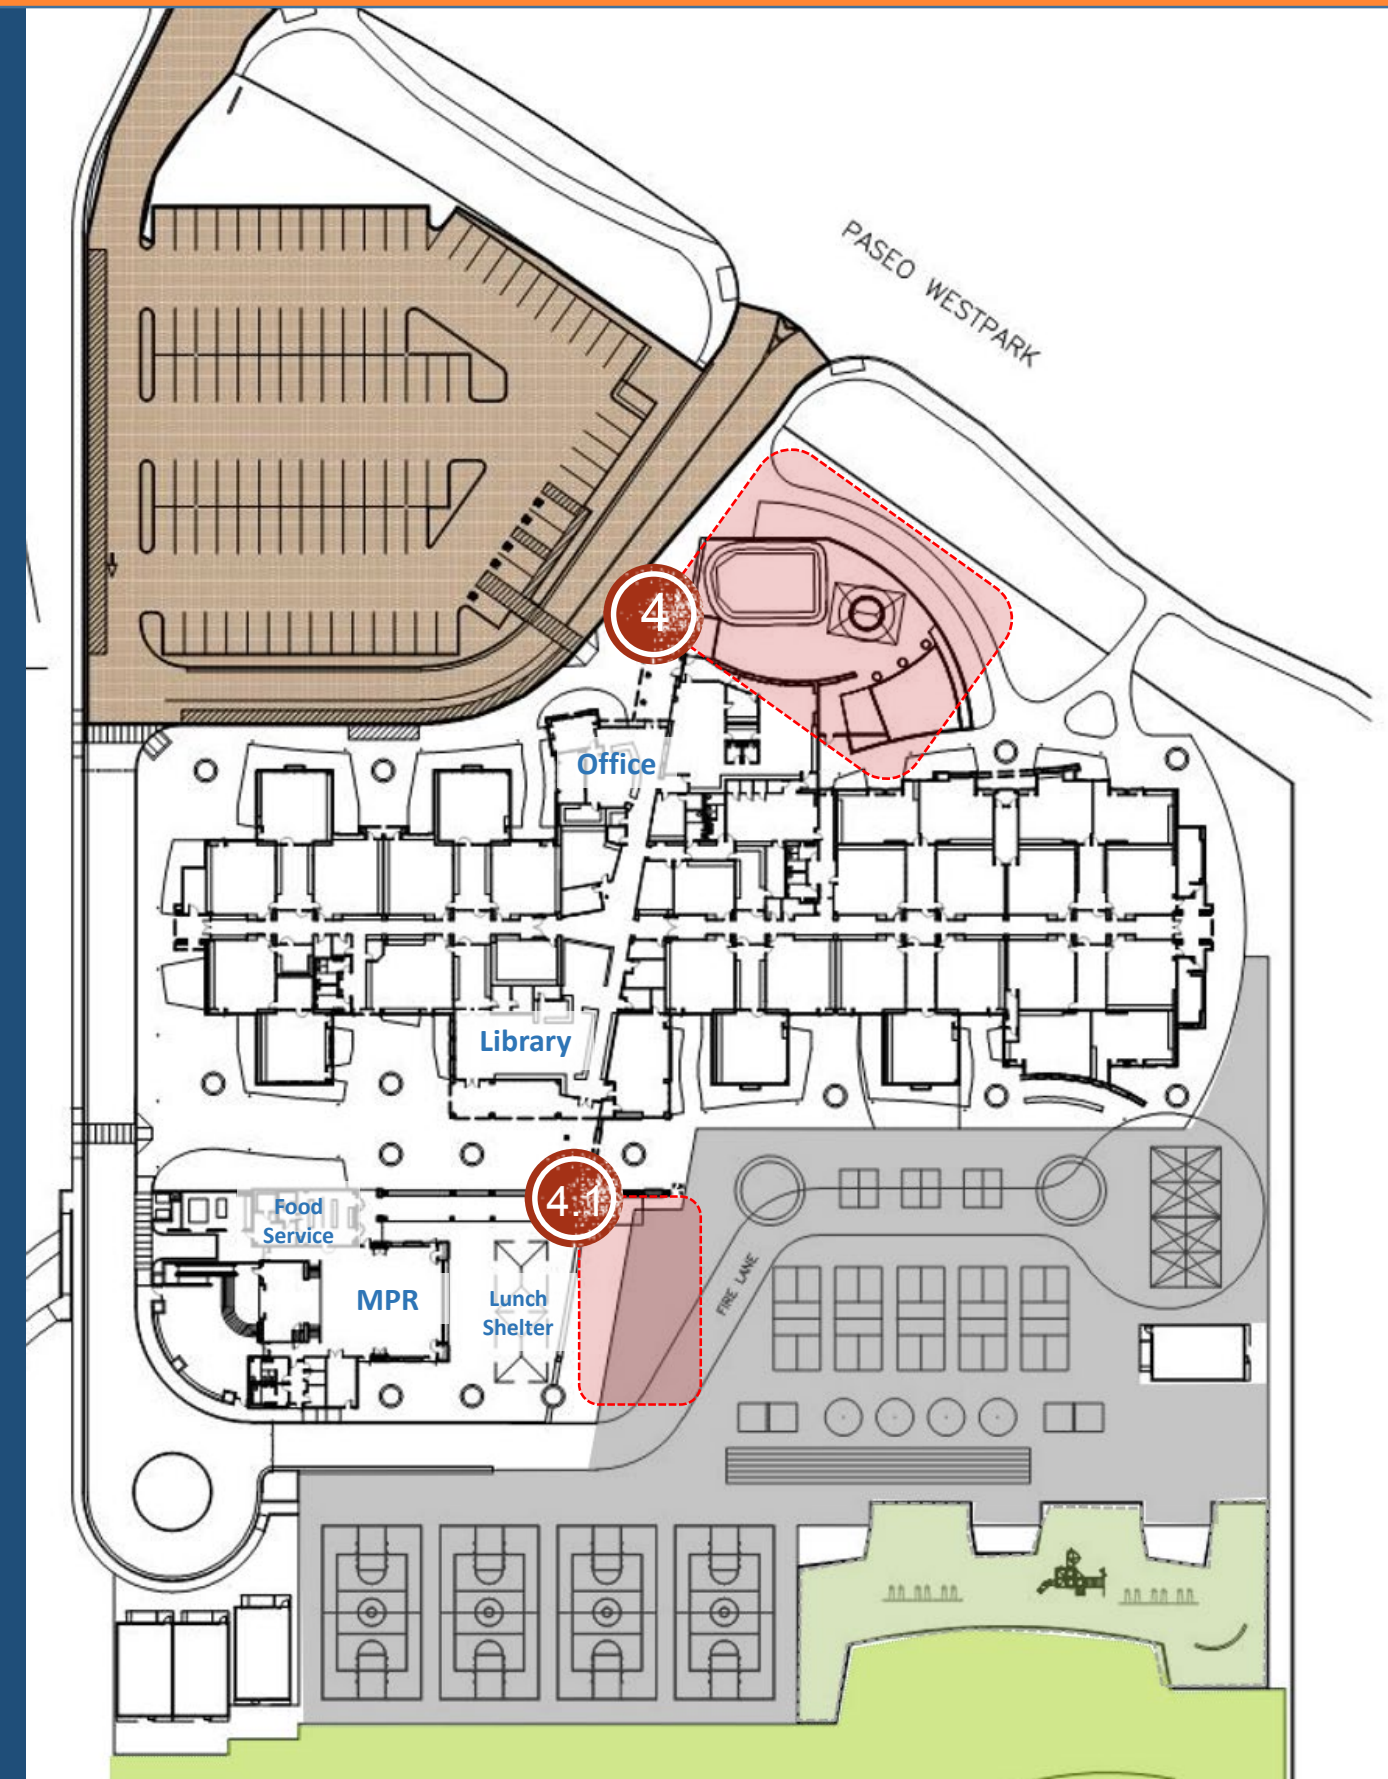 PASEO WESTPARK
4
Office
Library
4.1
Food
Service
MPR
Lunch
Shelter
FIRE LANE